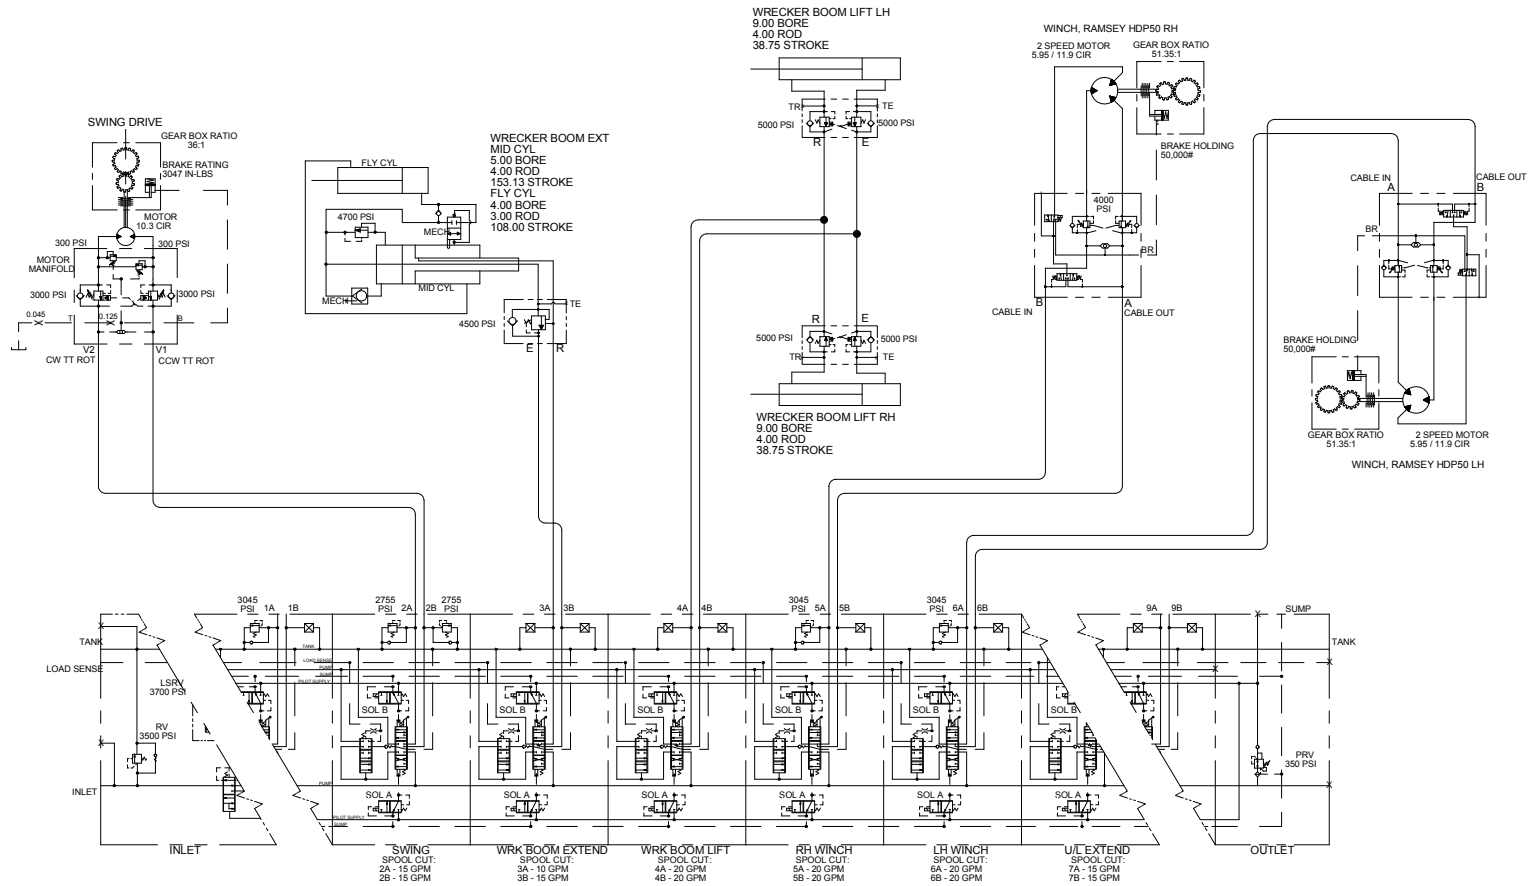 WRECKER BOOM LIFT LH
9.00 BORE
4.00 ROD
38.75 STROKE
TR
TE
5000 PSI
5000 PSI
R
E
WINCH, RAMSEY HDP50 RH
2 SPEED MOTOR
5.95 / 11.9 CIR
GEAR BOX RATIO
51.35:1
BRAKE HOLDING
50,000#
4000
PSI
BR
B
A
CABLE IN
CABLE OUT
SWING DRIVE
GEAR BOX RATIO
36:1
BRAKE RATING
3047 IN-LBS
MOTOR
10.3 CIR
300 PSI
300 PSI
MOTOR
MANIFOLD
3000 PSI
3000 PSI
0.045
T
0.125
B
V2
V1
CW TT ROT
CCW TT ROT
WRECKER BOOM EXT
MID CYL
5.00 BORE
4.00 ROD
153.13 STROKE
FLY CYL
4.00 BORE
3.00 ROD
108.00 STROKE
FLY CYL
4700 PSI
MECH
MID CYL
MECH
TE
4500 PSI
E
R
R
E
5000 PSI
5000 PSI
TR
TE
WRECKER BOOM LIFT RH
9.00 BORE
4.00 ROD
38.75 STROKE
CABLE IN
CABLE OUT
A
B
BR
BRAKE HOLDING
50,000#
GEAR BOX RATIO
51.35:1
2 SPEED MOTOR
5.95 / 11.9 CIR
WINCH, RAMSEY HDP50 LH
3045
PSI
1A
1B
2755
PSI
2A
2B
2755
PSI
3A
3B
4A
4B
3045
PSI
5A
5B
3045
PSI
6A
6B
9A
9B
SUMP
TANK
TANK
TANK
LOAD SENSE
LOAD SENSE
PUMP
SUMP
PILOT SUPPLY
LSRV
3700 PSI
RV
3500 PSI
SOL B
SOL B
SOL B
SOL B
SOL B
SOL B
PRV
350 PSI
INLET
PUMP
SOL A
SOL A
SOL A
SOL A
SOL A
SOL A
PILOT SUPPLY
SUMP
INLET
SWING
SPOOL CUT:
2A - 15 GPM
2B - 15 GPM
WRK BOOM EXTEND
SPOOL CUT:
3A - 10 GPM
3B - 15 GPM
WRK BOOM LIFT
SPOOL CUT:
4A - 20 GPM
4B - 20 GPM
RH WINCH
SPOOL CUT:
5A - 20 GPM
5B - 20 GPM
LH WINCH
SPOOL CUT:
6A - 20 GPM
6B - 20 GPM
U/L EXTEND
SPOOL CUT:
7A - 15 GPM
7B - 15 GPM
OUTLET